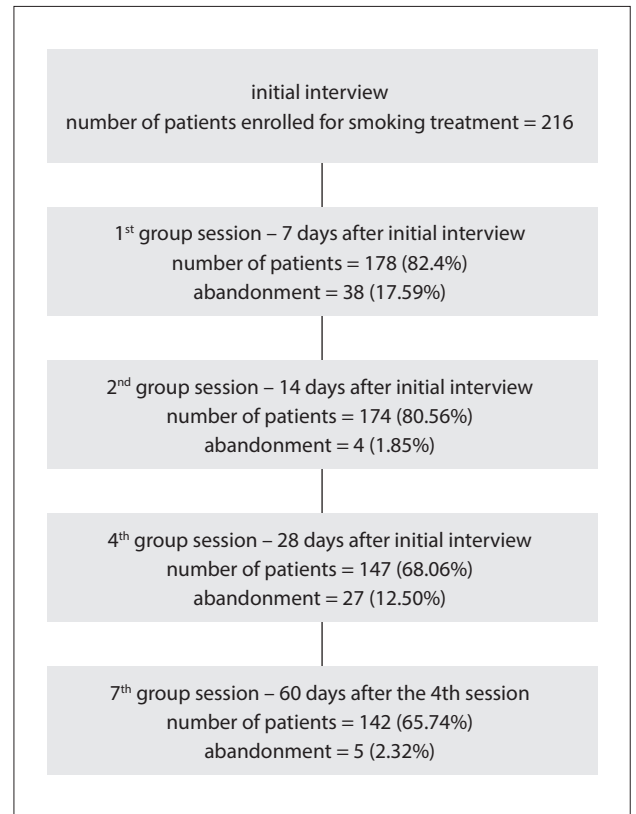 initial interview
number of patients enrolled for smoking treatment = 216
1st group session – 7 days after initial interview
number of patients = 178 (82.4%)
abandonment = 38 (17.59%)
2nd group session – 14 days after initial interview
number of patients = 174 (80.56%)
abandonment = 4 (1.85%)
4th group session – 28 days after initial interview
number of patients = 147 (68.06%)
abandonment = 27 (12.50%)
7th group session – 60 days after the 4th session
number of patients = 142 (65.74%)
abandonment = 5 (2.32%)